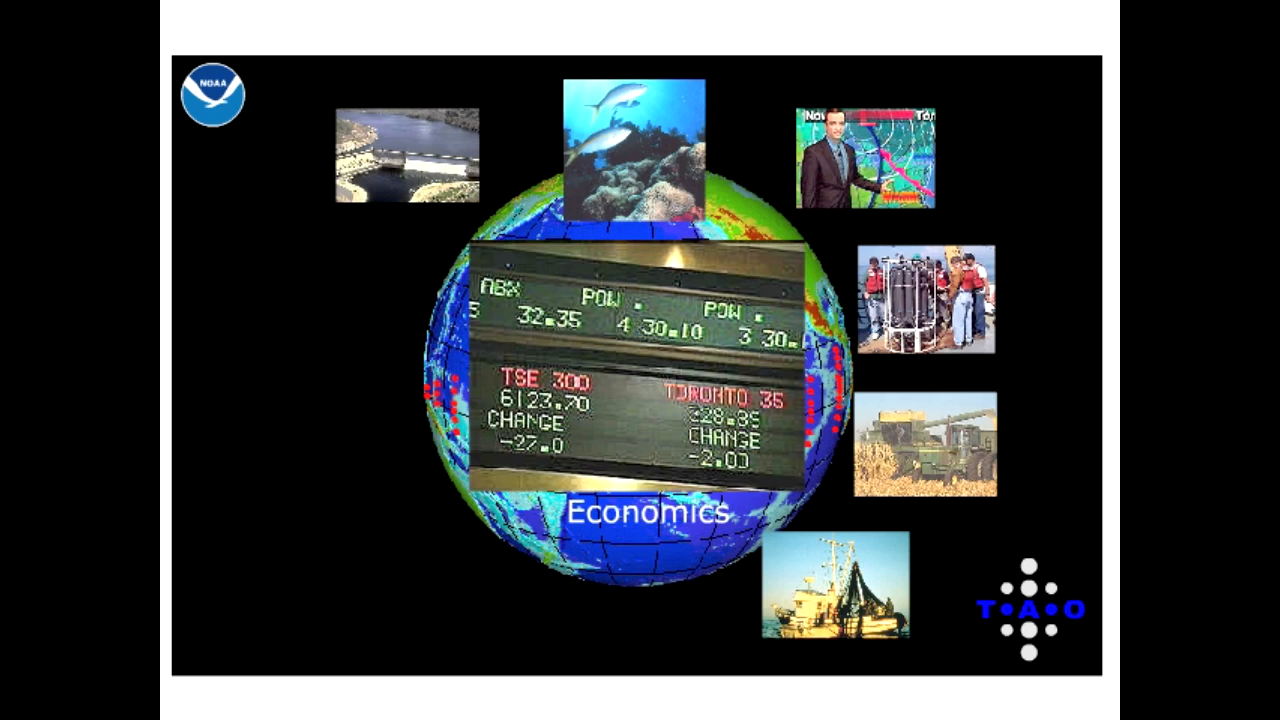 NOAA
ABX POW . POW .
5 32.35 4 30.10 3 30.
TSE 300 TORONTO 35
6123.70 328.85
CHANGE CHANGE
-27.0 -2.00
Economics
T•A•O